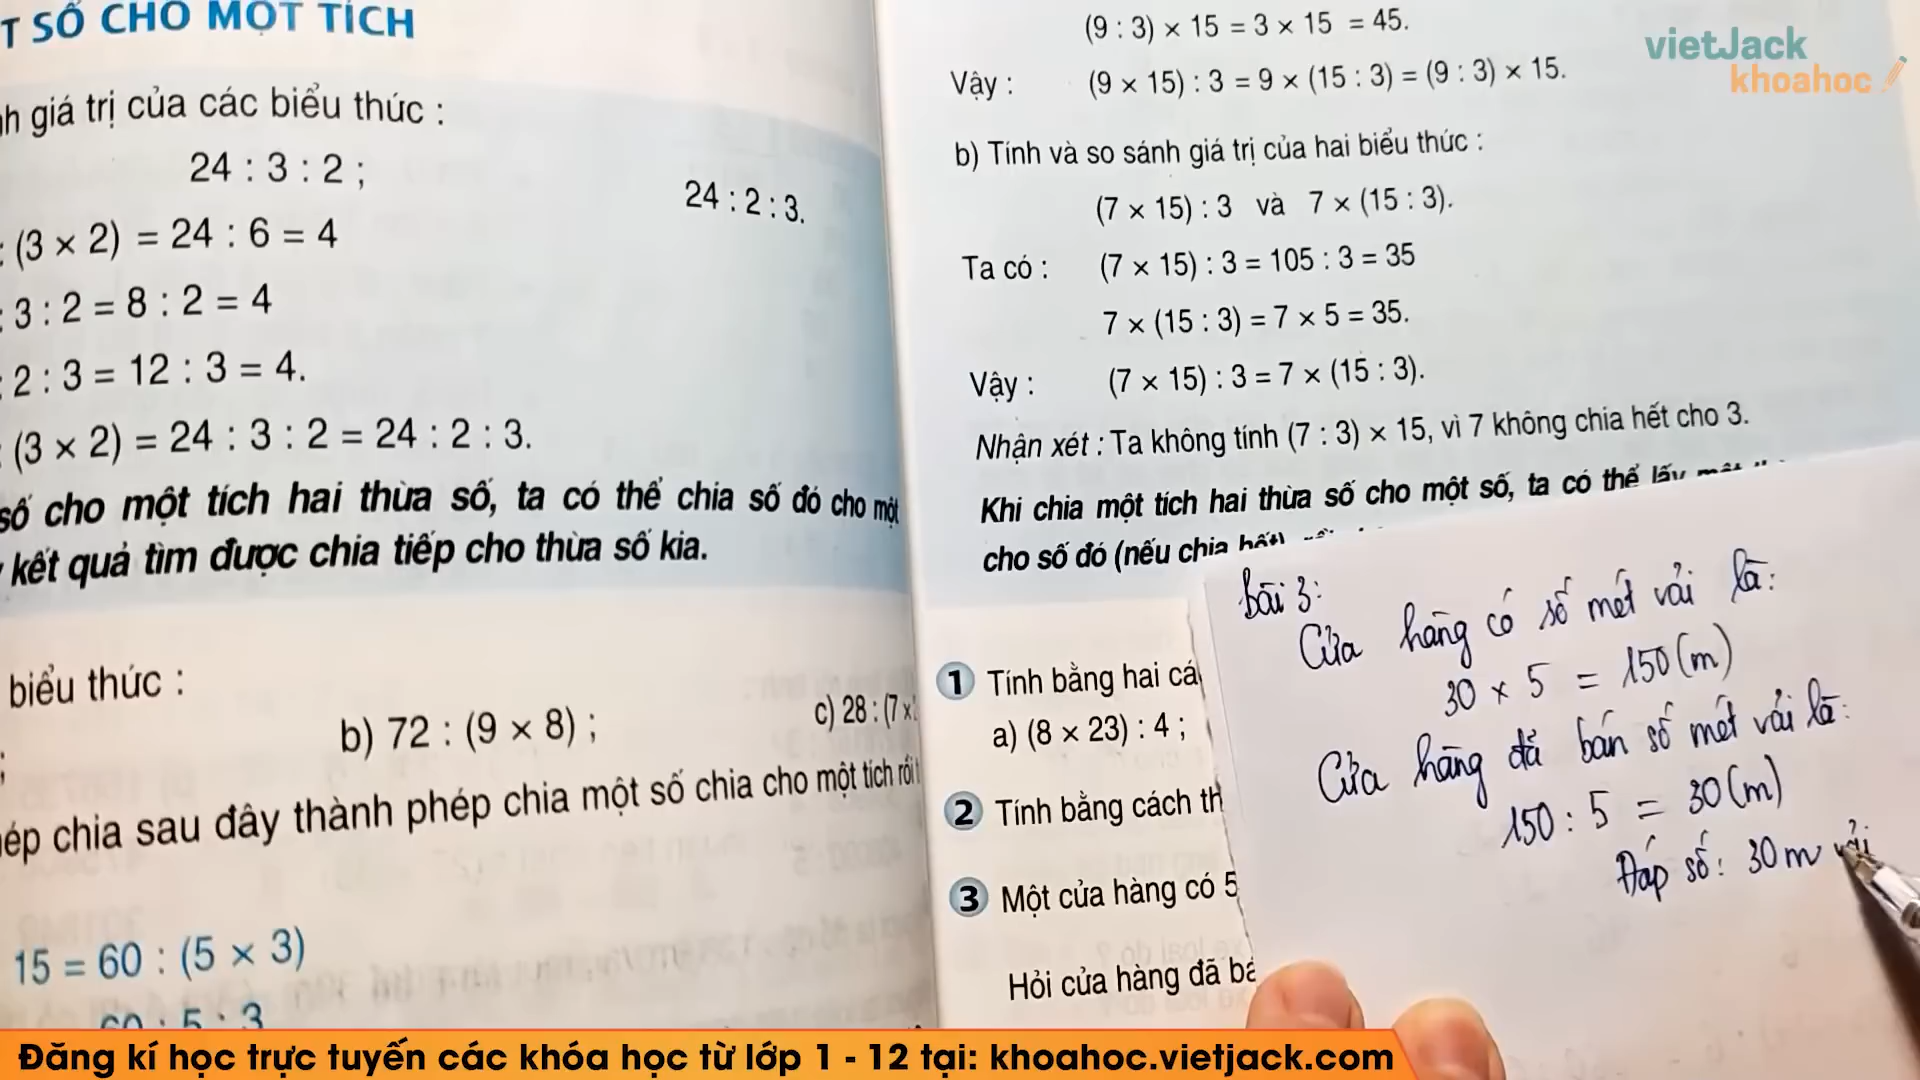 T SỐ CHO MỘT TÍCH
giá trị của các biểu thức :
24 : 3 : 2 ;
24 : 2 : 3.
: (3 × 2) = 24 : 6 = 4
: 3 : 2 = 8 : 2 = 4
: 2 : 3 = 12 : 3 = 4.
: (3 × 2) = 24 : 3 : 2 = 24 : 2 : 3.
số cho một tích hai thừa số, ta có thể chia số đó cho một
kết quả tìm được chia tiếp cho thừa số kia.
biểu thức :
b) 72 : (9 × 8) ;
c) 28 : (7 ×
;
chia sau đây thành phép chia một số chia cho một tích rồi
15 = 60 : (5 × 3)
60 : 5 : 3
(9 : 3) × 15 = 3 × 15 = 45.
Vậy : (9 × 15) : 3 = 9 × (15 : 3) = (9 : 3) × 15.
b) Tính và so sánh giá trị của hai biểu thức :
(7 × 15) : 3 và 7 × (15 : 3).
Ta có : (7 × 15) : 3 = 105 : 3 = 35
7 × (15 : 3) = 7 × 5 = 35.
Vậy : (7 × 15) : 3 = 7 × (15 : 3).
Nhận xét : Ta không tính (7 : 3) × 15, vì 7 không chia hết cho 3.
Khi chia một tích hai thừa số cho một số, ta có thể lấy một
cho số đó (nếu chia hết),
1 Tính bằng hai cá
a) (8 × 23) : 4 ;
2 Tính bằng cách th
3 Một cửa hàng có 5
Hỏi cửa hàng đã bá
bài 3:
Cửa hàng có số mét vải là:
30 × 5 = 150 (m)
Cửa hàng đã bán số mét vải là:
150 : 5 = 30 (m)
Đáp số: 30 m vải
vietJack
khoahoc
Đăng kí học trực tuyến các khóa học từ lớp 1 - 12 tại: khoahoc.vietjack.com